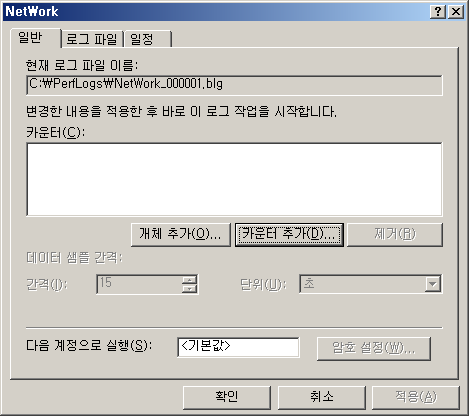 NetWork
일반 로그 파일 일정
현재 로그 파일 이름:
C:₩PerfLogs₩NetWork_000001.blg
변경한 내용을 적용한 후 바로 이 로그 작업을 시작합니다.
카운터(C):
개체 추가(O)... 카운터 추가(D)... 제거(R)
데이터 샘플 간격:
간격(I): 15 단위(U): 초
다음 계정으로 실행(S): <기본값> 암호 설정(W)...
확인 취소 적용(A)